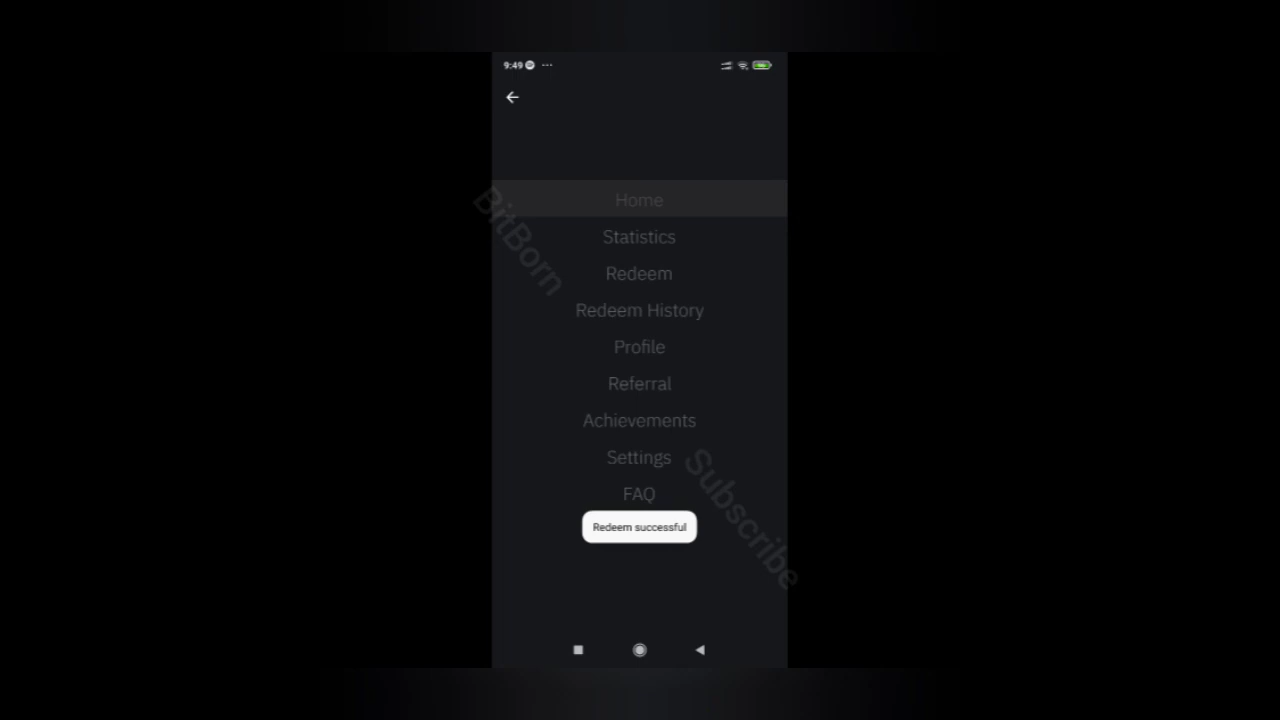 9:49
Home
BitBorn
Statistics
Redeem
Redeem History
Profile
Referral
Achievements
Settings
Subscribe
FAQ
Redeem successful